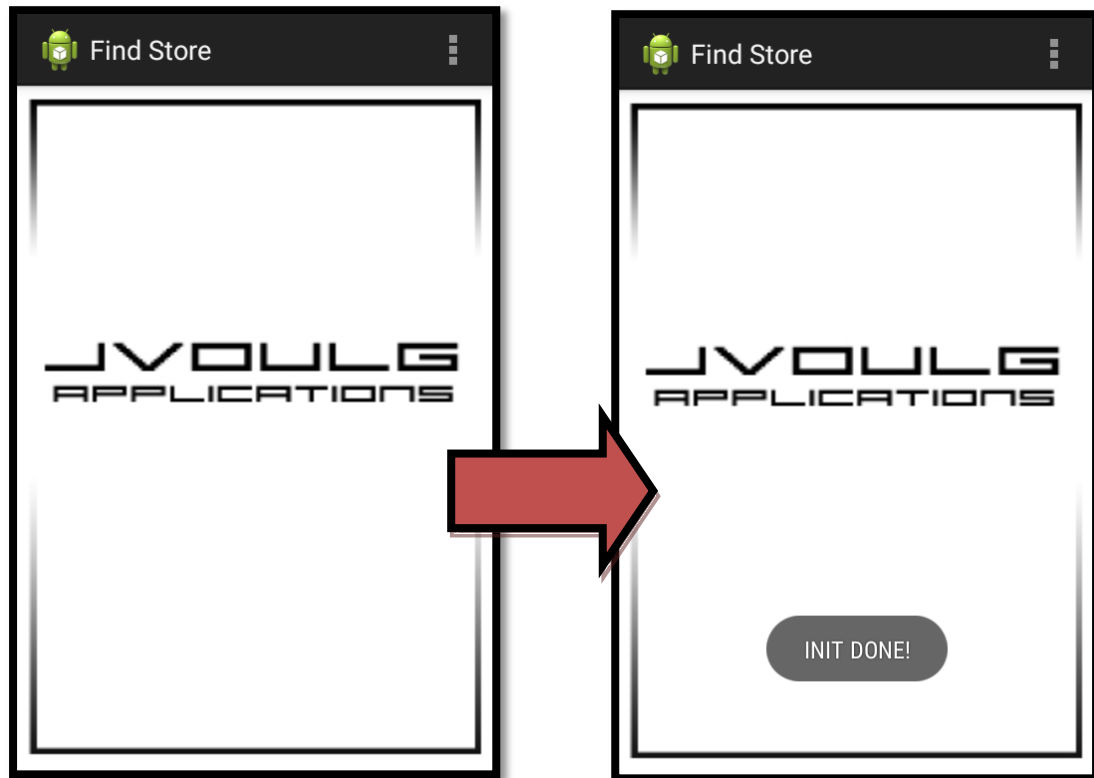 Find Store
JVOULG
APPLICATIONS
Find Store
JVOULG
APPLICATIONS
INIT DONE!